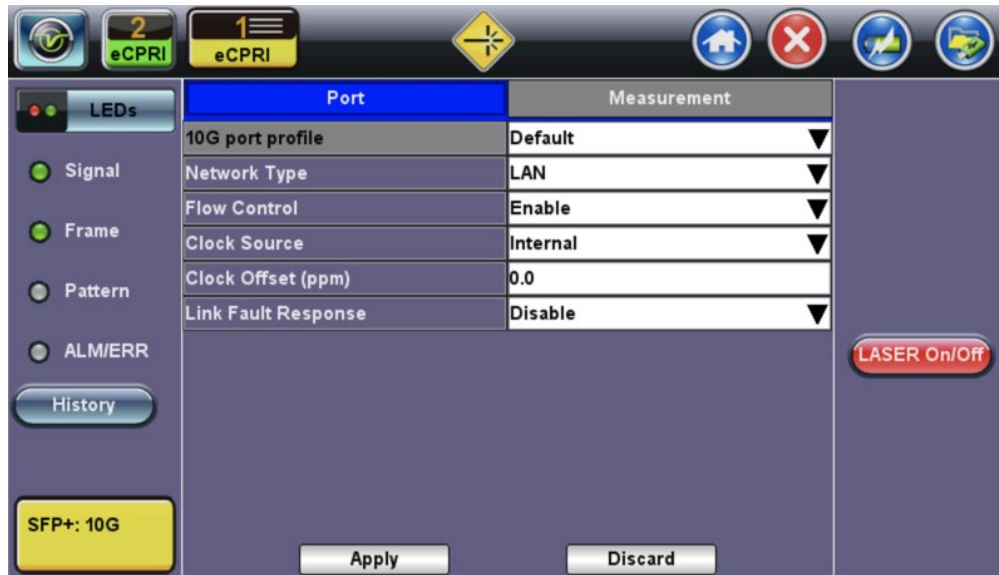 2
eCPRI
1
eCPRI
LEDs
Signal
Frame
Pattern
ALM/ERR
History
SFP+: 10G
Port Measurement
10G port profile Default
Network Type LAN
Flow Control Enable
Clock Source Internal
Clock Offset (ppm) 0.0
Link Fault Response Disable
Apply Discard
LASER On/Off